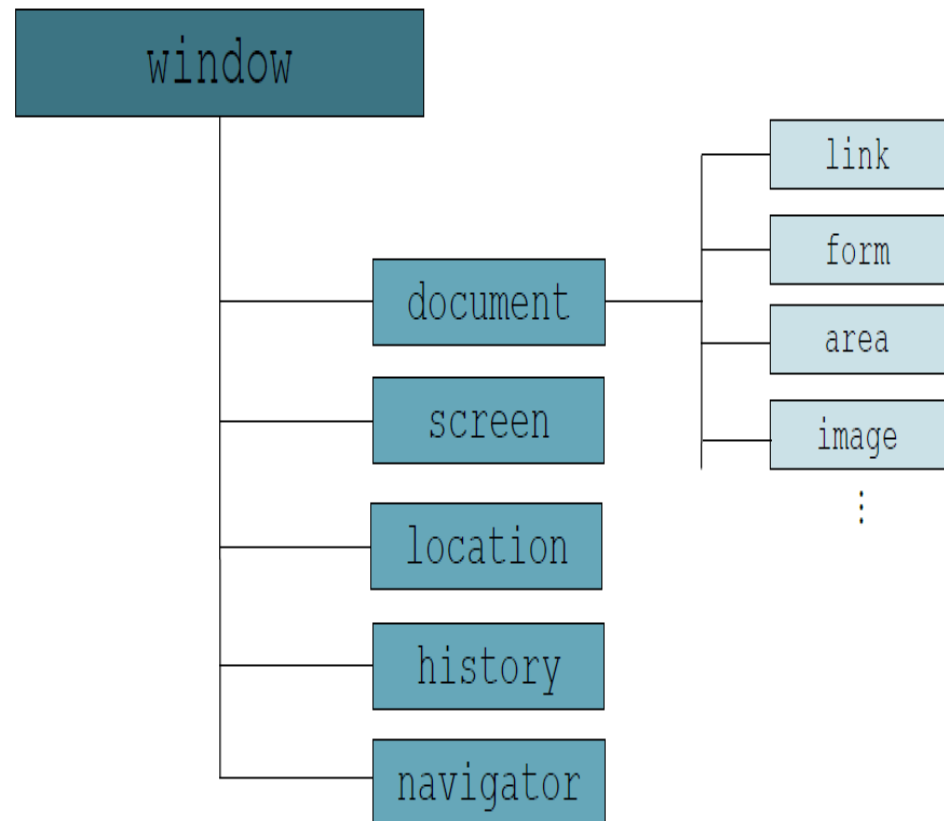 window
document
screen
location
history
navigator
link
form
area
image
⋮